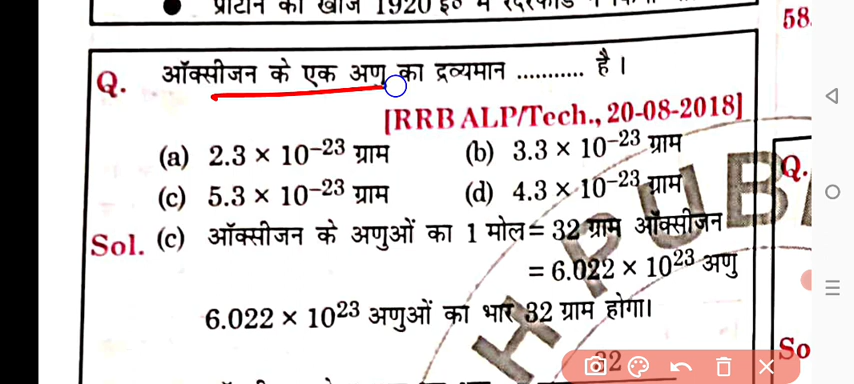 प्रोटॉन की खोज 1920 ई० में रदरफोर्ड ने
58.
Q. ऑक्सीजन के एक अणु का द्रव्यमान ........... है।
[RRB ALP/Tech., 20-08-2018]
(a) 2.3 × 10⁻²³ ग्राम (b) 3.3 × 10⁻²³ ग्राम
(c) 5.3 × 10⁻²³ ग्राम (d) 4.3 × 10⁻²³ ग्राम
Q.
Sol. (c) ऑक्सीजन के अणुओं का 1 मोल = 32 ग्राम ऑक्सीजन
= 6.022 × 10²³ अणु
6.022 × 10²³ अणुओं का भार 32 ग्राम होगा।
H PUB
32
So